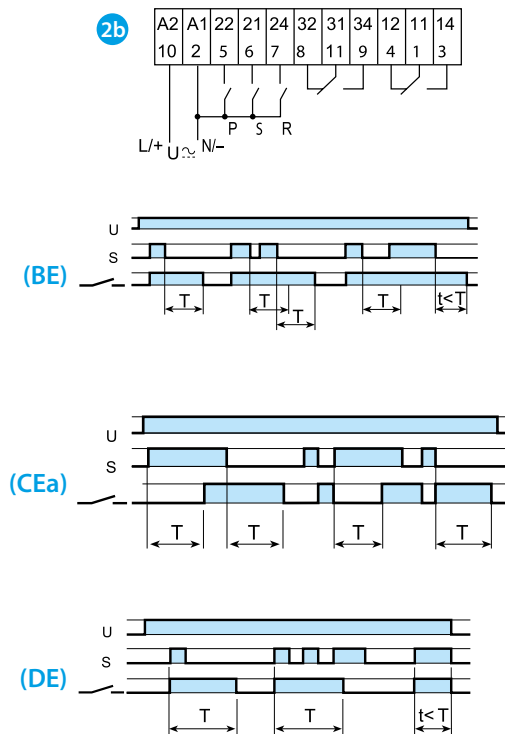 2b
A2 A1 22 21 24 32 31 34 12 11 14
10 2 5 6 7 8 11 9 4 1 3
P S R
L/+ U ≂ N/–
U
S
(BE)
T T T t<T
T
U
S
(CEa)
T T T T
U
S
(DE)
T T t<T